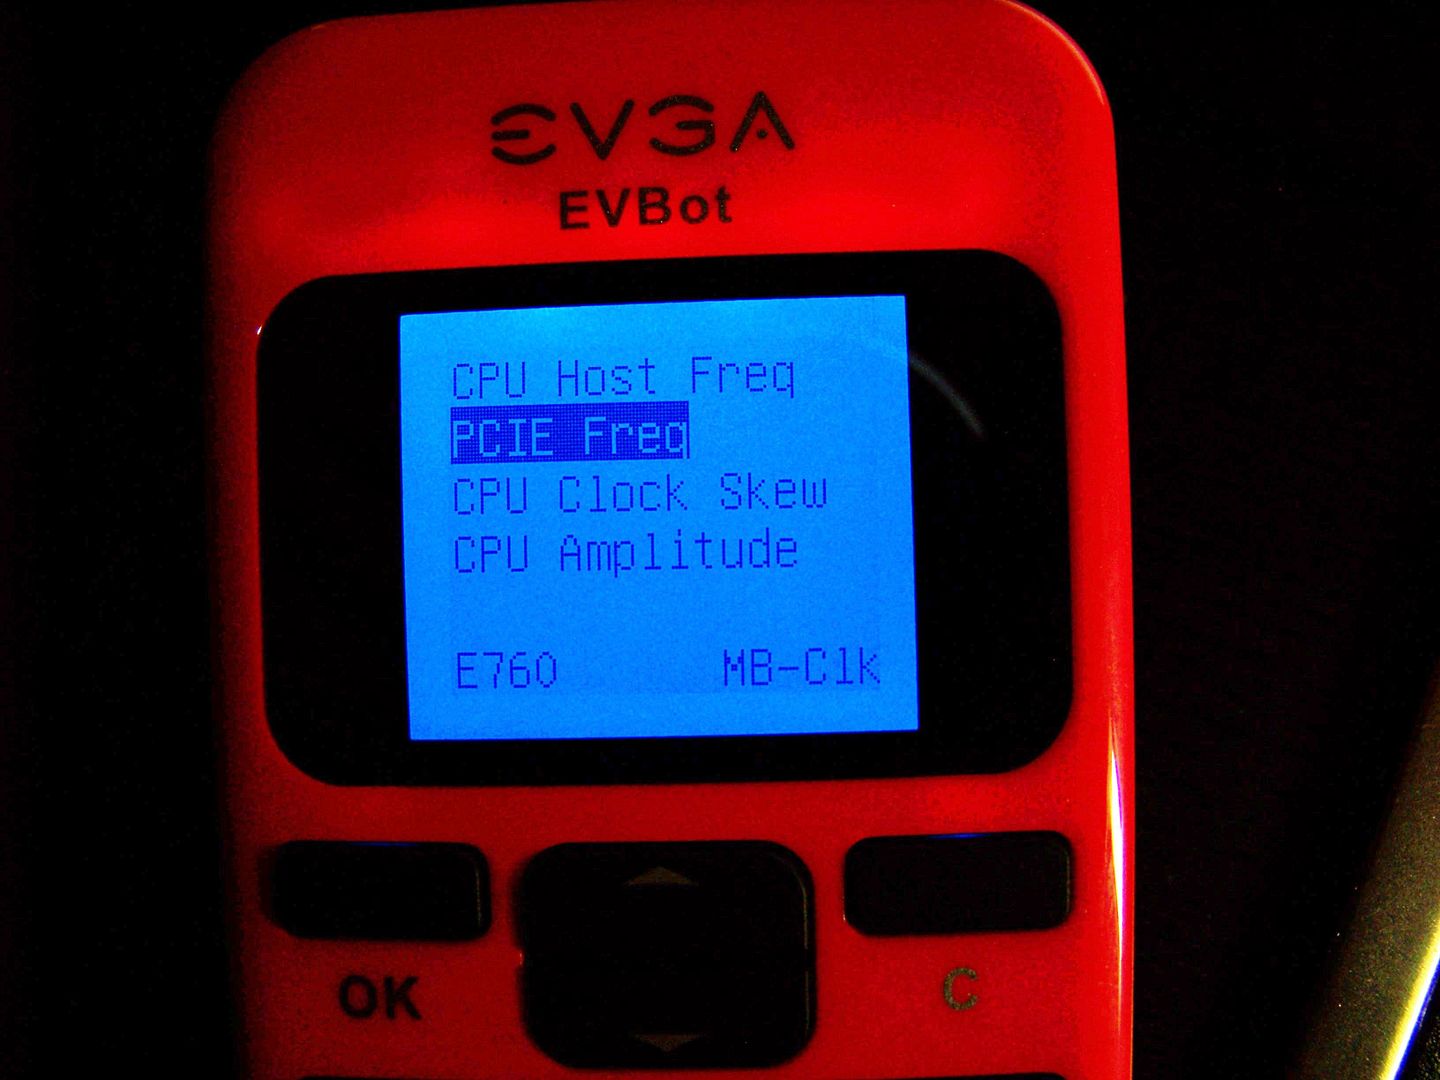 EVGA
EVBot
CPU Host Freq
PCIE Freq
CPU Clock Skew
CPU Amplitude
E760 MB-Clk
OK
C